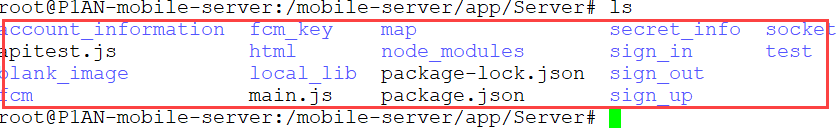 root@P1AN-mobile-server:/mobile-server/app/Server# ls
account_information fcm_key map secret_info socket
apitest.js html node_modules sign_in test
blank_image local_lib package-lock.json sign_out
fcm main.js package.json sign_up
root@P1AN-mobile-server:/mobile-server/app/Server#